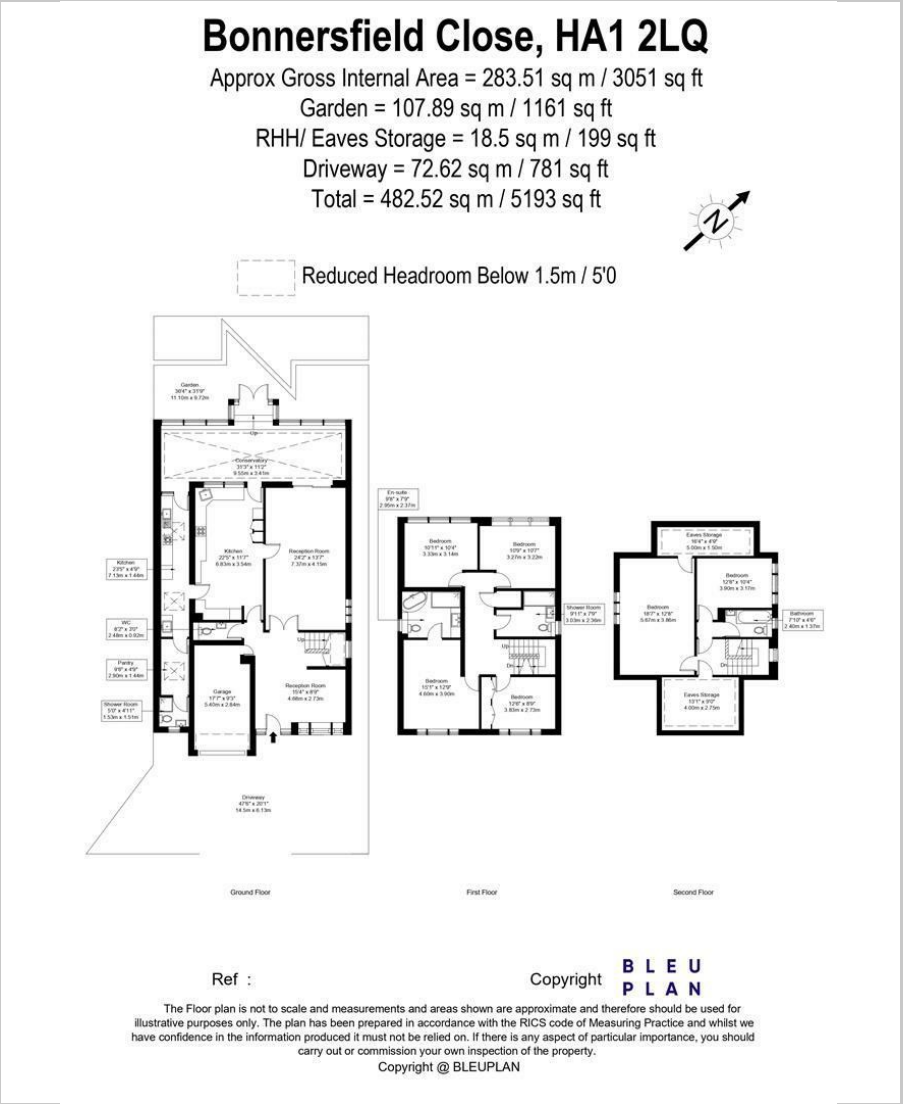 Bonnersfield Close, HA1 2LQ
Approx Gross Internal Area = 283.51 sq m / 3051 sq ft
Garden = 107.89 sq m / 1161 sq ft
RHH/ Eaves Storage = 18.5 sq m / 199 sq ft
Driveway = 72.62 sq m / 781 sq ft
Total = 482.52 sq m / 5193 sq ft
N
Reduced Headroom Below 1.5m / 5'0
Garden
36'4" x 31'9"
11.10m x 9.72m
Up
Conservatory
9.55m x 3.41m
Kitchen
22'5" x 11'7"
6.83m x 3.54m
Reception Room
24'2" x 13'7"
7.37m x 4.15m
Kitchen
23'5" x 4'9"
7.13m x 1.44m
WC
8'2" x 3'0"
2.48m x 0.92m
Pantry
9'6" x 4'9"
2.90m x 1.44m
Shower Room
5'0" x 4'11"
1.53m x 1.51m
Garage
17'7" x 9'3"
5.40m x 2.84m
Up
Reception Room
15'4" x 8'9"
4.68m x 2.73m
Driveway
47'6" x 20'1"
14.5m x 6.13m
Ground Floor
En suite
9'8" x 7'9"
2.95m x 2.37m
Bedroom
10'11" x 10'4"
3.33m x 3.14m
Bedroom
10'9" x 10'7"
3.27m x 3.22m
Shower Room
9'11" x 7'9"
3.03m x 2.36m
Up
Dn
Bedroom
15'1" x 12'9"
4.60m x 3.90m
Bedroom
12'6" x 8'9"
3.80m x 2.73m
First Floor
Eaves Storage
16'4" x 4'9"
5.00m x 1.50m
Bedroom
12'6" x 10'4"
3.80m x 3.17m
Bedroom
18'7" x 12'8"
5.67m x 3.86m
Bathroom
7'10" x 4'6"
2.40m x 1.37m
Dn
Eaves Storage
13'1" x 9'0"
4.00m x 2.75m
Second Floor
Ref :
Copyright
BLEU
PLAN
The Floor plan is not to scale and measurements and areas shown are approximate and therefore should be used for
illustrative purposes only. The plan has been prepared in accordance with the RICS code of Measuring Practice and whilst we
have confidence in the information produced it must not be relied on. If there is any aspect of particular importance, you should
carry out or commission your own inspection of the property.
Copyright @ BLEUPLAN